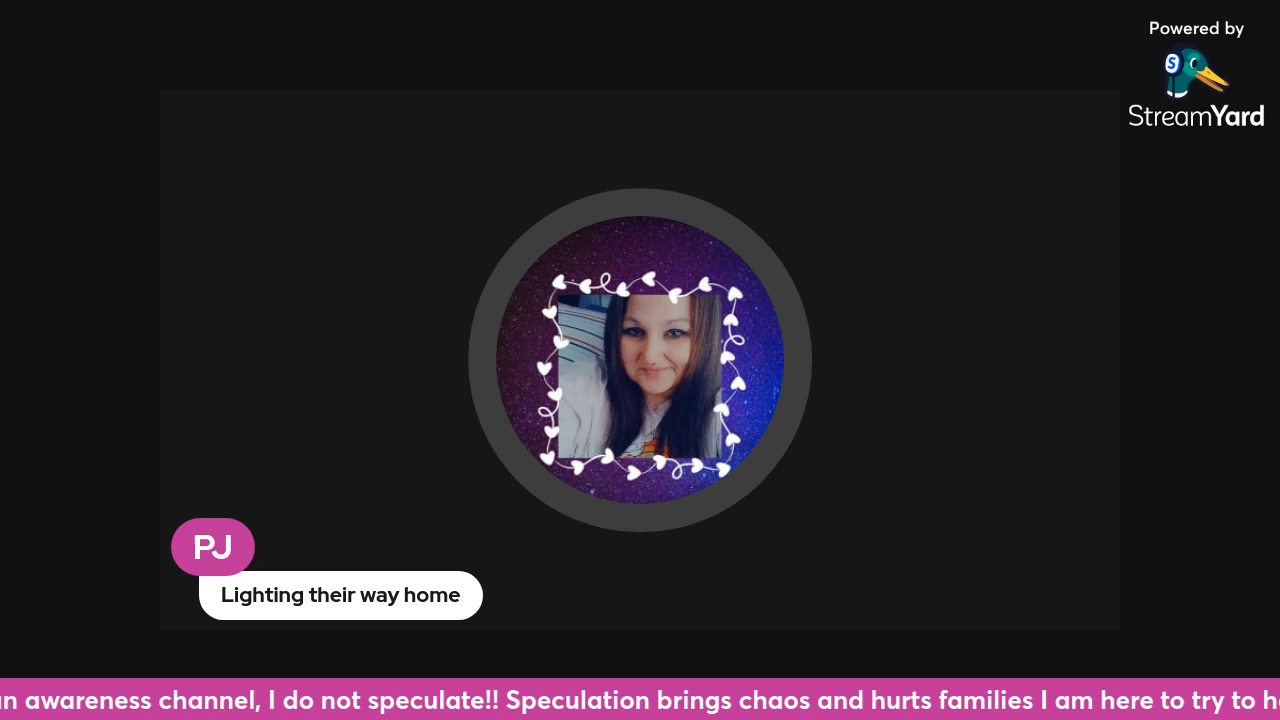 Powered by
S
StreamYard
PJ
Lighting their way home
awareness channel, I do not speculate!! Speculation brings chaos and hurts families I am here to try to